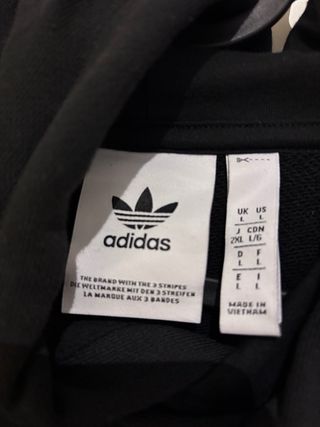 adidas
THE BRAND WITH THE 3 STRIPES
DIE WELTMARKE MIT DEN 3 STREIFEN
LA MARQUE AUX 3 BANDES
UK US
L L
J CDN
2XL L/G
D F
L L
E I
L L
MADE IN
VIETNAM